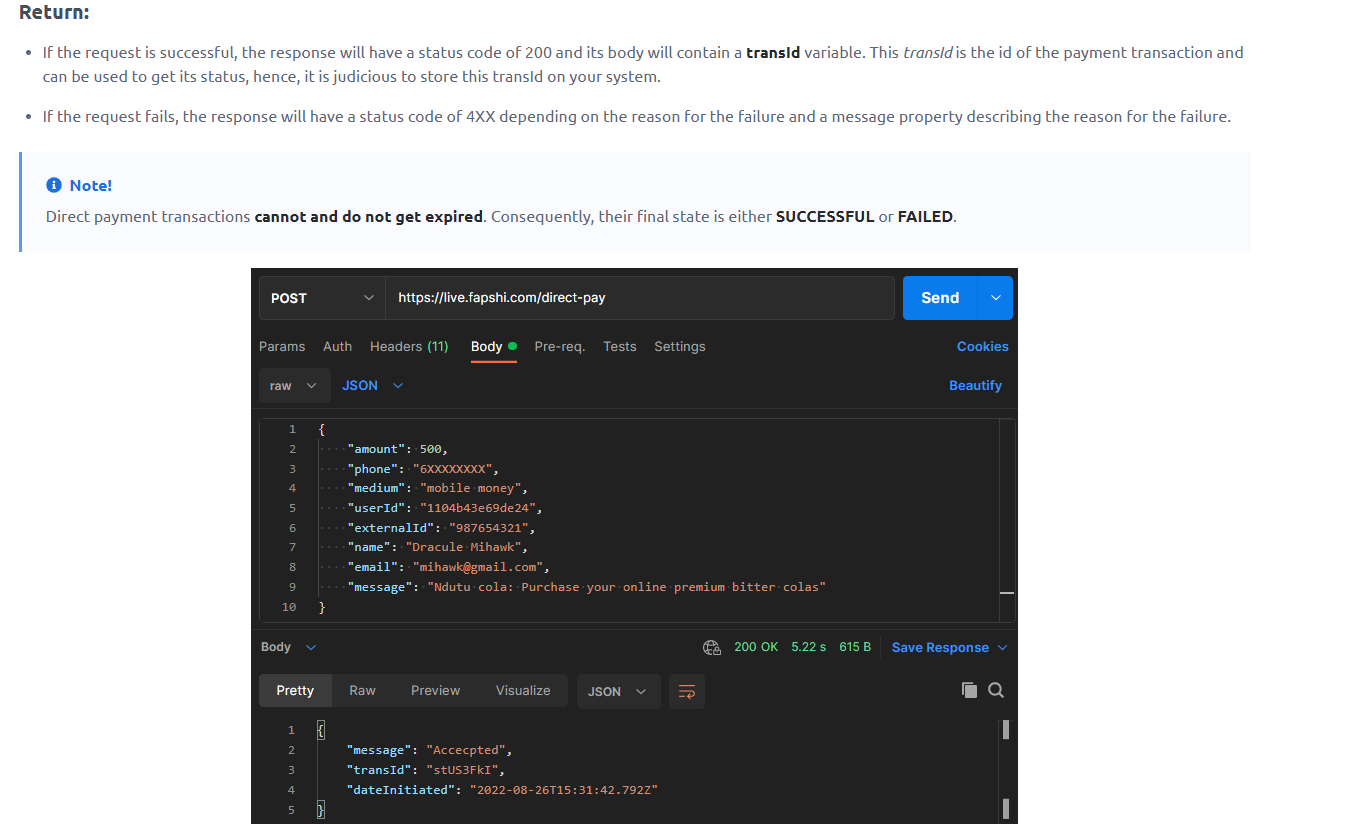 Return:
If the request is successful, the response will have a status code of 200 and its body will contain a transId variable. This transId is the id of the payment transaction and
can be used to get its status, hence, it is judicious to store this transId on your system.
If the request fails, the response will have a status code of 4XX depending on the reason for the failure and a message property describing the reason for the failure.
Note!
Direct payment transactions cannot and do not get expired. Consequently, their final state is either SUCCESSFUL or FAILED.
POST https://live.fapshi.com/direct-pay Send
Params Auth Headers (11) Body Pre-req. Tests Settings Cookies
raw JSON Beautify
1 {
2 "amount": 500,
3 "phone": "6XXXXXXXX",
4 "medium": "mobile money",
5 "userId": "1104b43e69de24",
6 "externalId": "987654321",
7 "name": "Dracule Mihawk",
8 "email": "mihawk@gmail.com",
9 "message": "Ndutu cola: Purchase your online premium bitter colas"
10 }
Body 200 OK 5.22 s 615 B Save Response
Pretty Raw Preview Visualize JSON
1 {
2 "message": "Accecpted",
3 "transId": "stUS3FkI",
4 "dateInitiated": "2022-08-26T15:31:42.792Z"
5 }